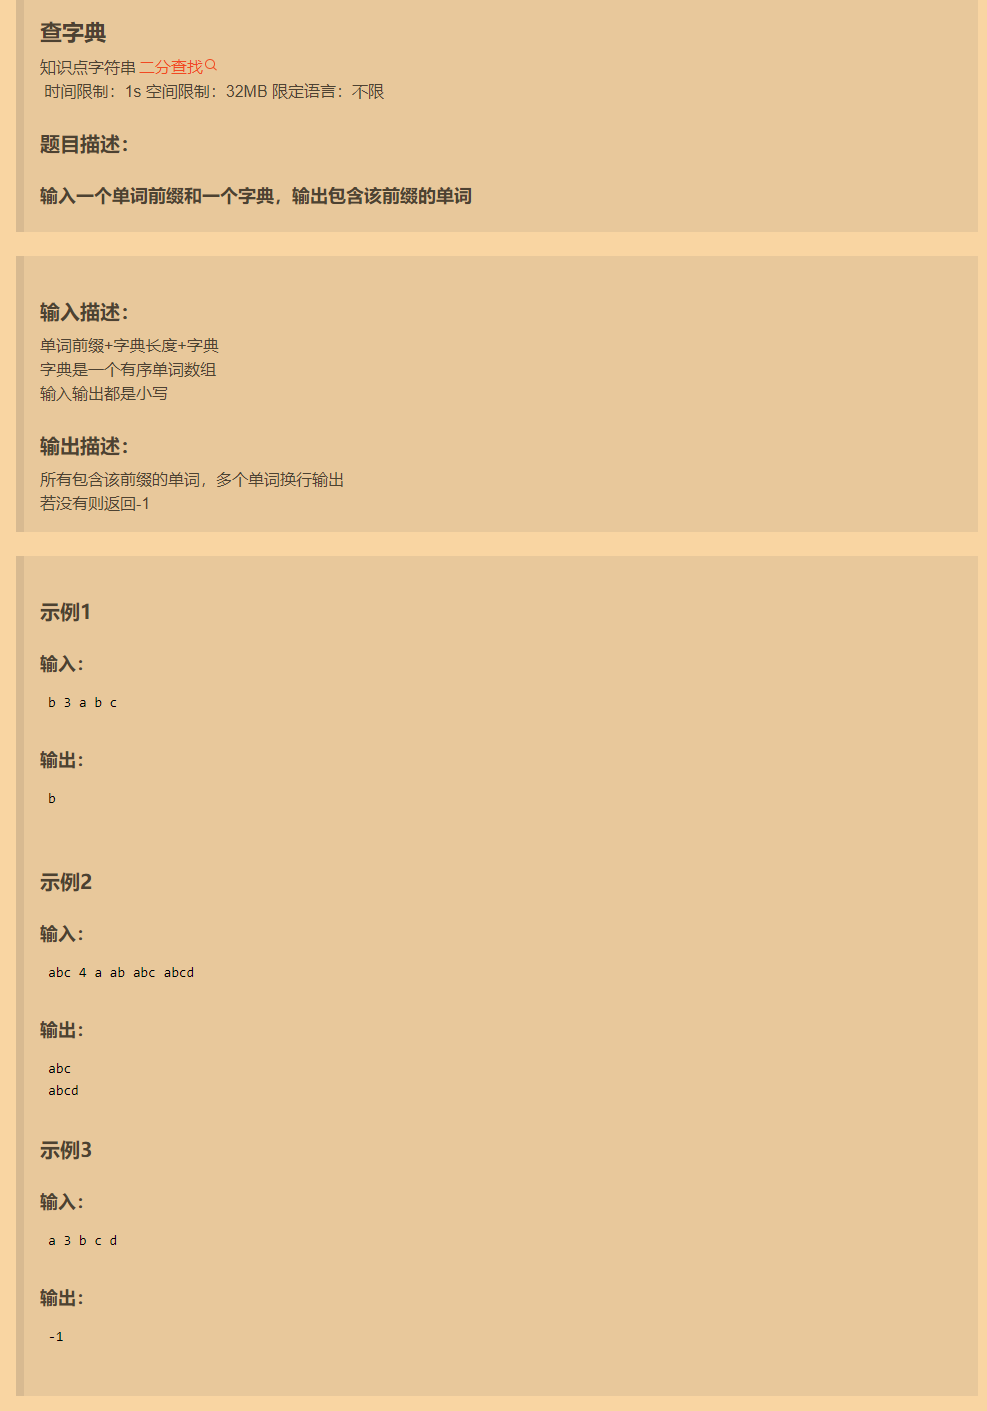 查字典
知识点字符串 二分查找
时间限制：1s 空间限制：32MB 限定语言：不限
题目描述：
输入一个单词前缀和一个字典，输出包含该前缀的单词
输入描述：
单词前缀+字典长度+字典
字典是一个有序单词数组
输入输出都是小写
输出描述：
所有包含该前缀的单词，多个单词换行输出
若没有则返回-1
示例1
输入：
b 3 a b c
输出：
b
示例2
输入：
abc 4 a ab abc abcd
输出：
abc
abcd
示例3
输入：
a 3 b c d
输出：
-1